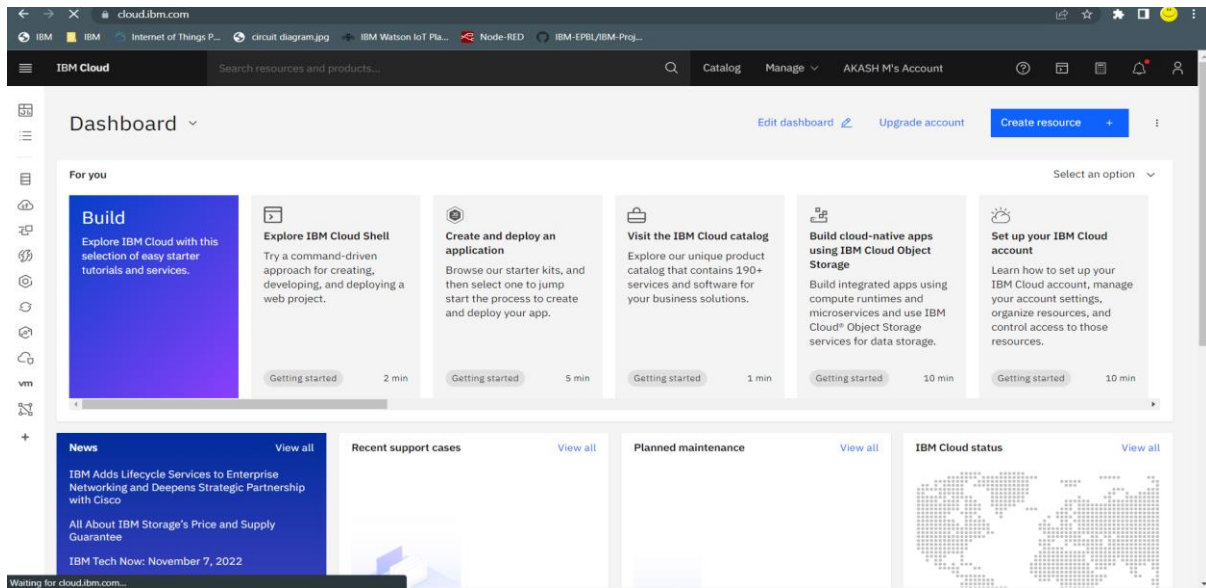 cloud.ibm.com
IBM
IBM
Internet of Things P...
circuit diagram.jpg
IBM Watson IoT Pla...
Node-RED
IBM-EPBL/IBM-Proj...
IBM Cloud
Search resources and products...
Catalog
Manage
AKASH M's Account
Dashboard
Edit dashboard
Upgrade account
Create resource +
For you
Select an option
Build
Explore IBM Cloud with this
selection of easy starter
tutorials and services.
Explore IBM Cloud Shell
Try a command-driven
approach for creating,
developing, and deploying a
web project.
Getting started
2 min
Create and deploy an
application
Browse our starter kits, and
then select one to jump
start the process to create
and deploy your app.
Getting started
5 min
Visit the IBM Cloud catalog
Explore our unique product
catalog that contains 190+
services and software for
your business solutions.
Getting started
1 min
Build cloud-native apps
using IBM Cloud Object
Storage
Build integrated apps using
compute runtimes and
microservices and use IBM
Cloud® Object Storage
services for data storage.
Getting started
10 min
Set up your IBM Cloud
account
Learn how to set up your
IBM Cloud account, manage
your account settings,
organize resources, and
control access to those
resources.
Getting started
10 min
vm
News
View all
IBM Adds Lifecycle Services to Enterprise
Networking and Deepens Strategic Partnership
with Cisco
All About IBM Storage's Price and Supply
Guarantee
IBM Tech Now: November 7, 2022
Recent support cases
View all
Planned maintenance
View all
IBM Cloud status
View all
Waiting for cloud.ibm.com...